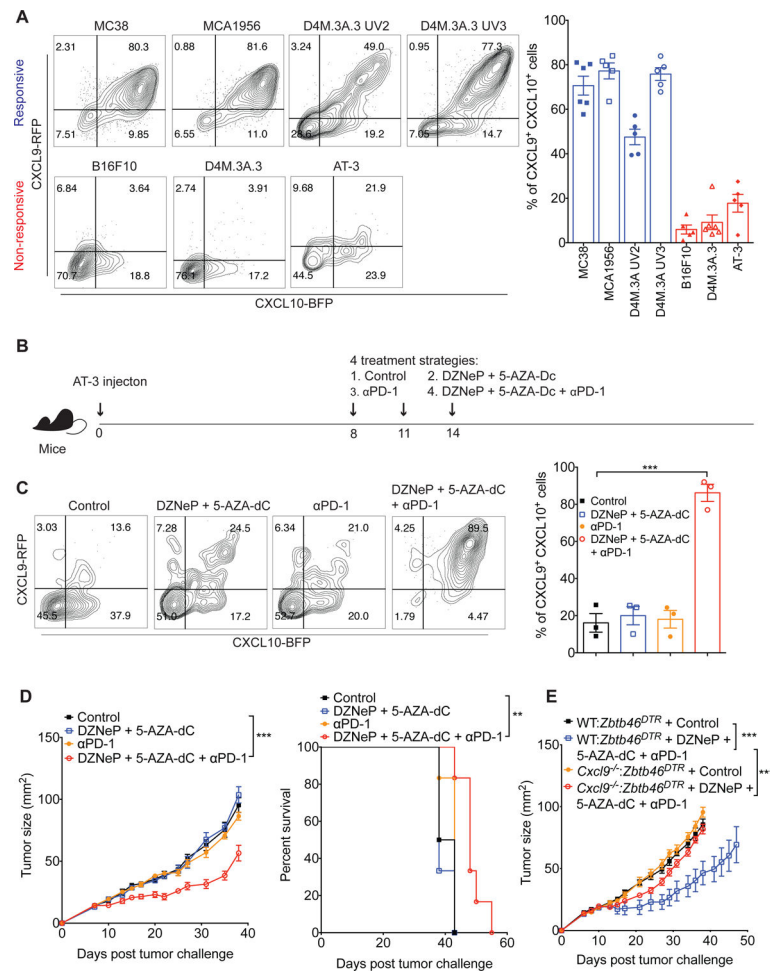 A
MC38
MCA1956
D4M.3A.3 UV2
D4M.3A.3 UV3
Responsive
CXCL9-RFP
2.31 80.3
7.51 9.85
0.88 81.6
6.55 11.0
3.24 49.0
28.6 19.2
0.95 77.3
7.05 14.7
Non-responsive
B16F10
D4M.3A.3
AT-3
6.84 3.64
70.7 18.8
2.74 3.91
76.1 17.2
9.68 21.9
44.5 23.9
CXCL10-BFP
% of CXCL9+ CXCL10+ cells
100
80
60
40
20
0
MC38
MCA1956
D4M.3A UV2
D4M.3A UV3
B16F10
D4M.3A.3
AT-3
B
4 treatment strategies:
1. Control 2. DZNeP + 5-AZA-Dc
3. αPD-1 4. DZNeP + 5-AZA-Dc + αPD-1
AT-3 injecton
Mice
0 8 11 14
C
Control
DZNeP + 5-AZA-dC
αPD-1
DZNeP + 5-AZA-dC
+ αPD-1
CXCL9-RFP
3.03 13.6
45.5 37.9
7.28 24.5
51.0 17.2
6.34 21.0
52.7 20.0
4.25 89.5
1.79 4.47
CXCL10-BFP
% of CXCL9+ CXCL10+ cells
100
80
60
40
20
0
***
Control
DZNeP + 5-AZA-dC
αPD-1
DZNeP + 5-AZA-dC
+ αPD-1
D
Control
DZNeP + 5-AZA-dC
αPD-1
DZNeP + 5-AZA-dC + αPD-1
***
Tumor size (mm2)
150
100
50
0
0 10 20 30 40
Days post tumor challenge
Control
DZNeP + 5-AZA-dC
αPD-1
DZNeP + 5-AZA-dC + αPD-1
**
Percent survival
100
80
60
40
20
0
0 20 40 60
Days post tumor challenge
E
WT:Zbtb46DTR + Control
WT:Zbtb46DTR + DZNeP +
5-AZA-dC + αPD-1
Cxcl9-/-:Zbtb46DTR + Control
Cxcl9-/-:Zbtb46DTR + DZNeP +
5-AZA-dC + αPD-1
***
**
Tumor size (mm2)
150
100
50
0
0 10 20 30 40 50
Days post tumor challenge